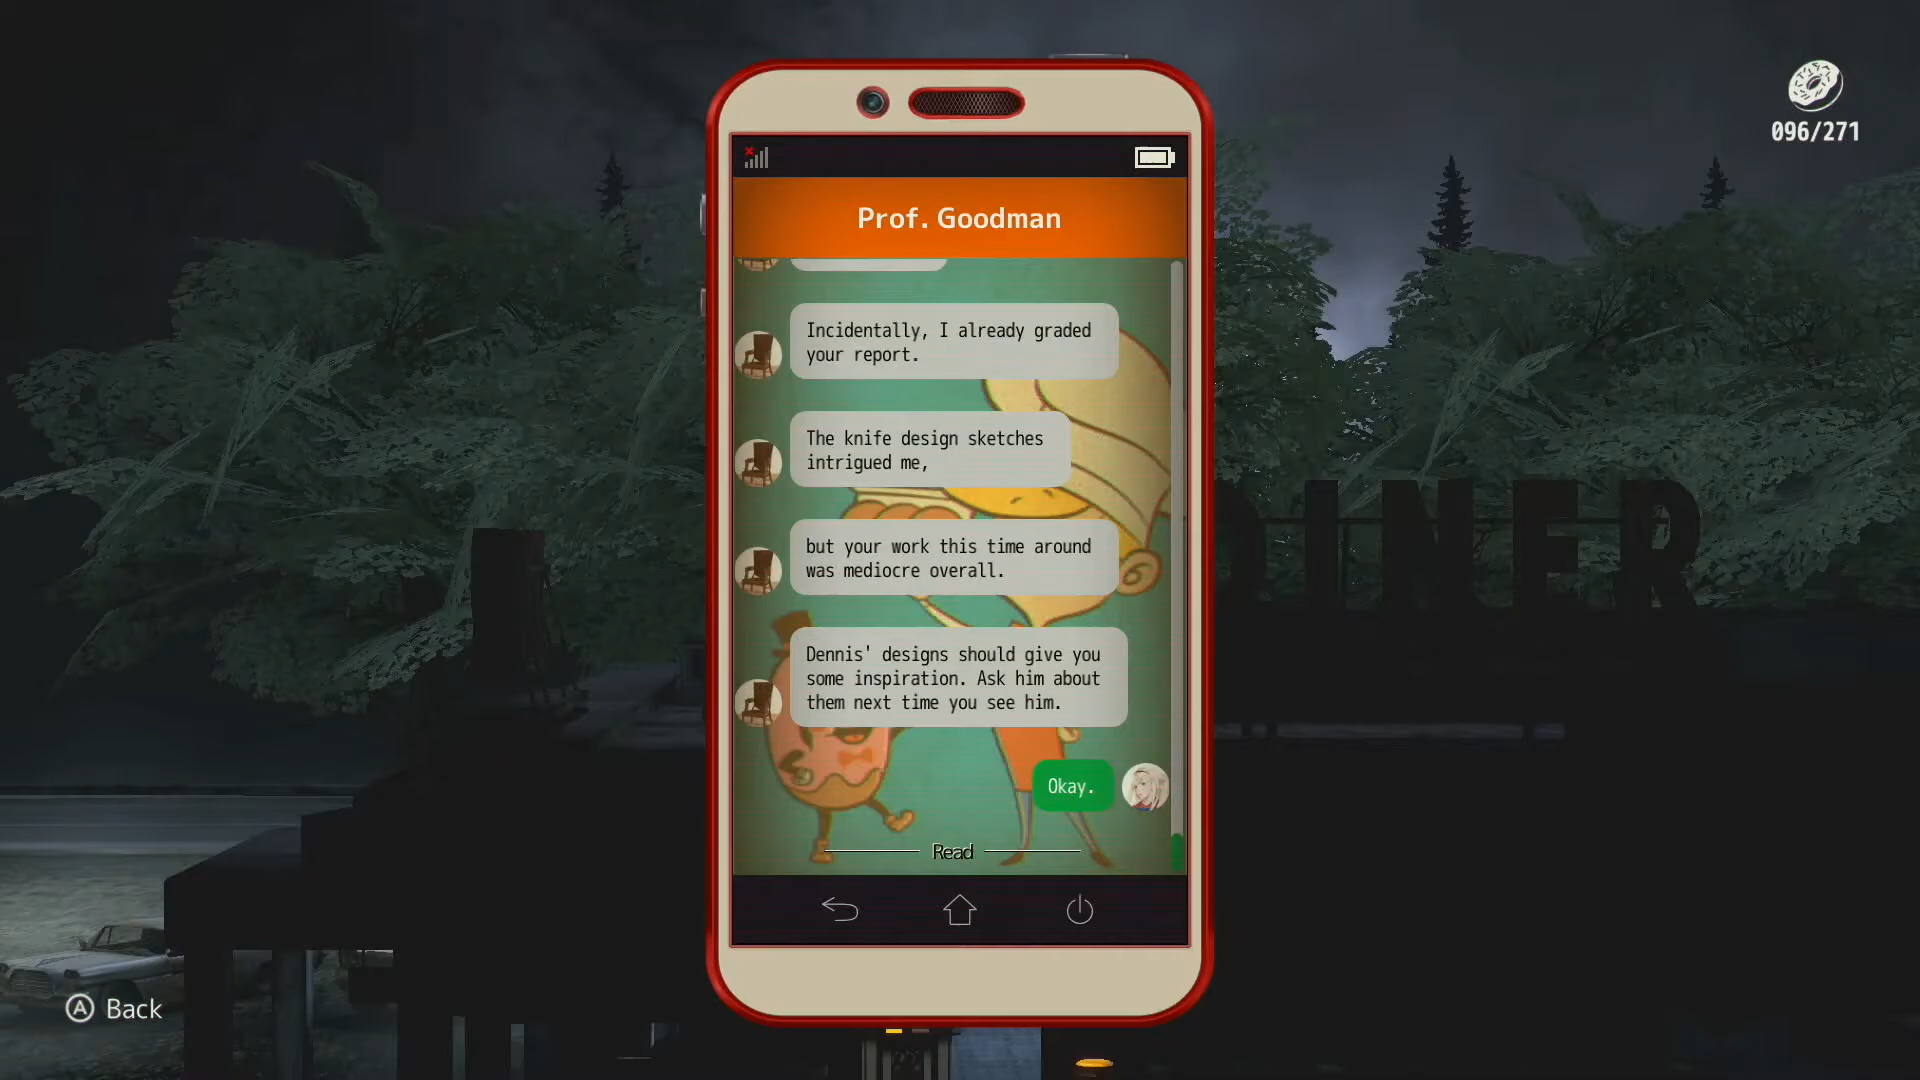 096/271
Prof. Goodman
Incidentally, I already graded
your report.
The knife design sketches
intrigued me,
but your work this time around
was mediocre overall.
Dennis' designs should give you
some inspiration. Ask him about
them next time you see him.
Okay.
Read
DINER
A Back